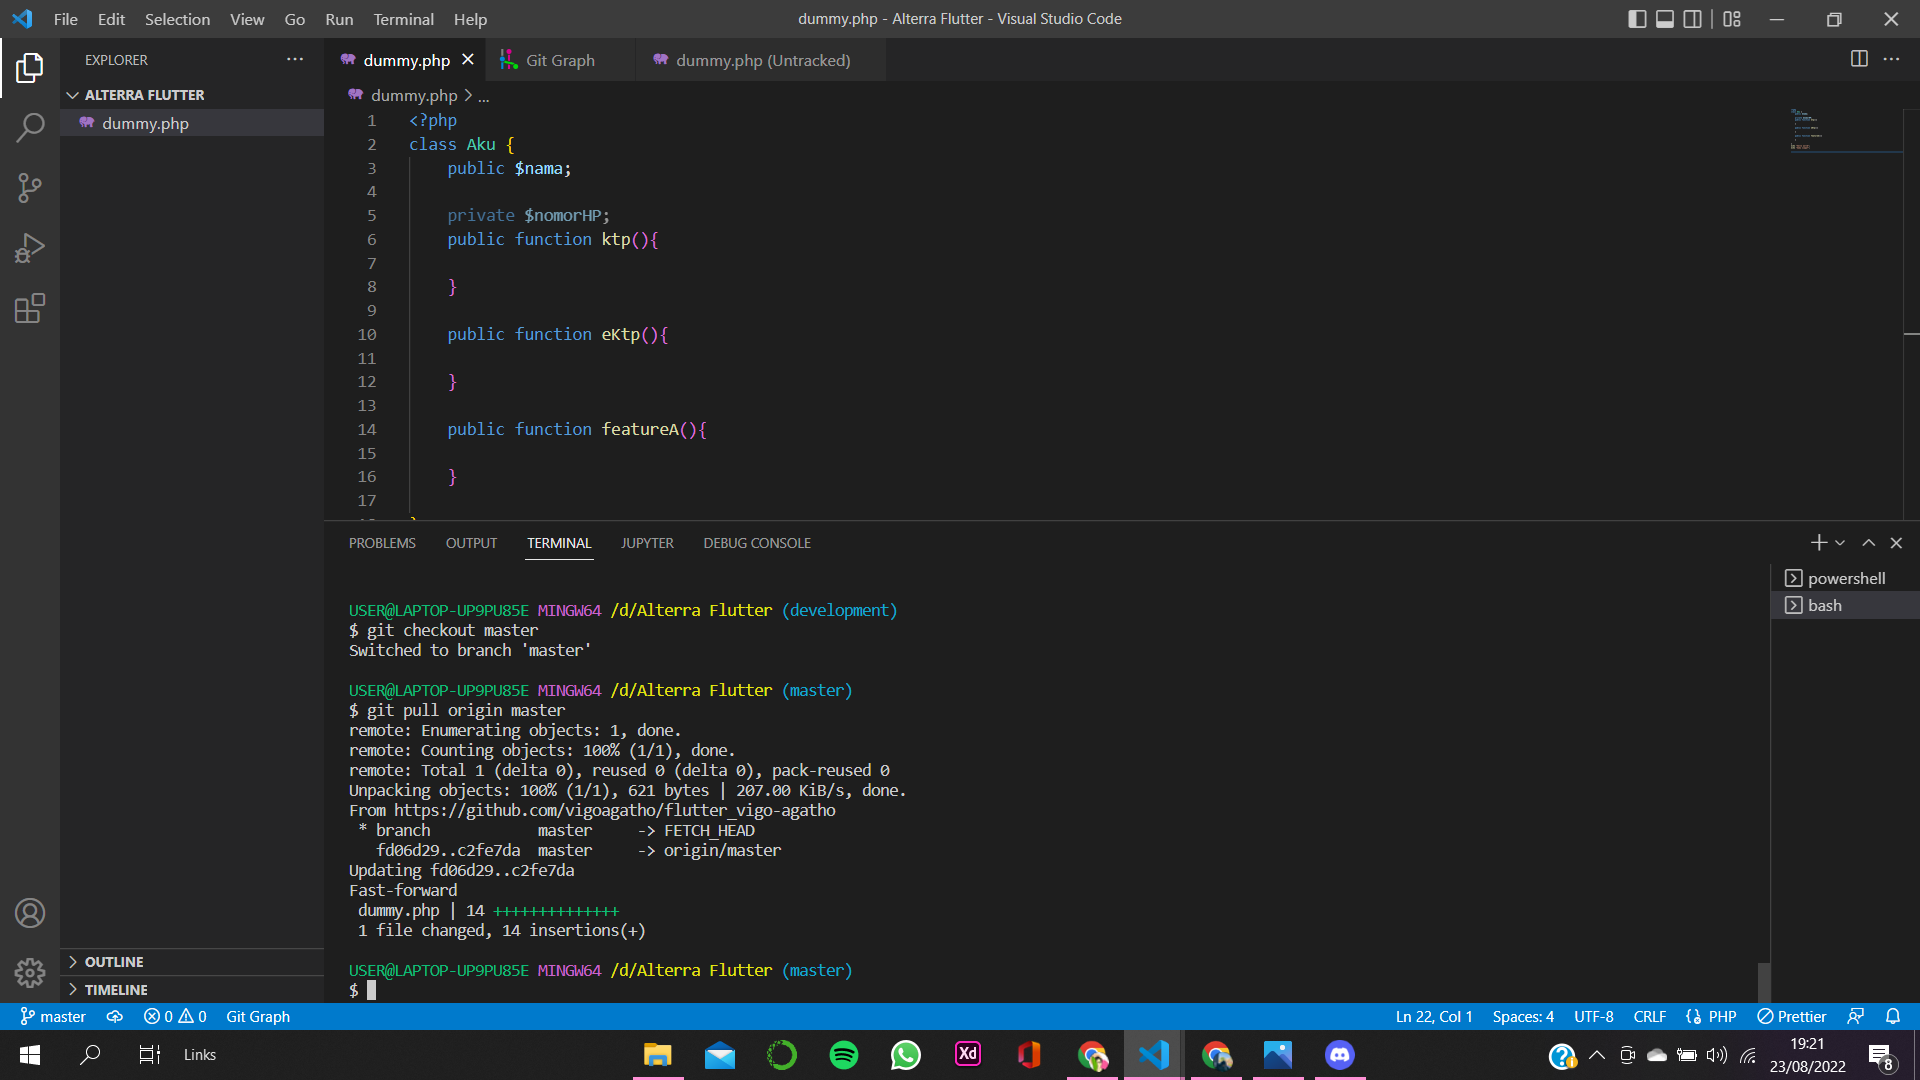 File Edit Selection View Go Run Terminal Help
dummy.php - Alterra Flutter - Visual Studio Code
EXPLORER
ALTERRA FLUTTER
dummy.php
OUTLINE
TIMELINE
dummy.php
Git Graph
dummy.php (Untracked)
dummy.php > ...
1 <?php
2 class Aku {
3 public $nama;
4
5 private $nomorHP;
6 public function ktp(){
7
8 }
9
10 public function eKtp(){
11
12 }
13
14 public function featureA(){
15
16 }
17
PROBLEMS OUTPUT TERMINAL JUPYTER DEBUG CONSOLE
powershell
bash
USER@LAPTOP-UP9PU85E MINGW64 /d/Alterra Flutter (development)
$ git checkout master
Switched to branch 'master'
USER@LAPTOP-UP9PU85E MINGW64 /d/Alterra Flutter (master)
$ git pull origin master
remote: Enumerating objects: 1, done.
remote: Counting objects: 100% (1/1), done.
remote: Total 1 (delta 0), reused 0 (delta 0), pack-reused 0
Unpacking objects: 100% (1/1), 621 bytes | 207.00 KiB/s, done.
From https://github.com/vigoagatho/flutter_vigo-agatho
* branch master -> FETCH_HEAD
fd06d29..c2fe7da master -> origin/master
Updating fd06d29..c2fe7da
Fast-forward
dummy.php | 14 ++++++++++++++
1 file changed, 14 insertions(+)
USER@LAPTOP-UP9PU85E MINGW64 /d/Alterra Flutter (master)
$
master 0 0 Git Graph
Ln 22, Col 1 Spaces: 4 UTF-8 CRLF PHP Prettier
Links
Xd
19:21
23/08/2022
8